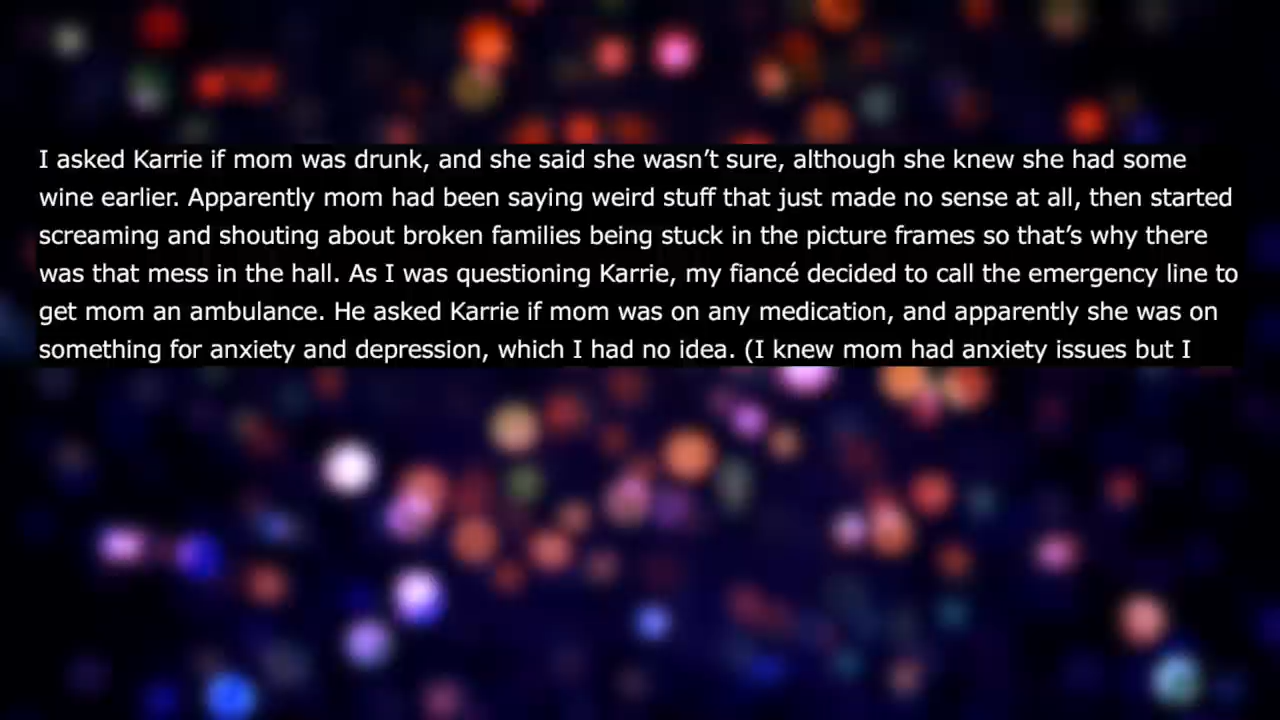 I asked Karrie if mom was drunk, and she said she wasn’t sure, although she knew she had some
wine earlier. Apparently mom had been saying weird stuff that just made no sense at all, then started
screaming and shouting about broken families being stuck in the picture frames so that’s why there
was that mess in the hall. As I was questioning Karrie, my fiancé decided to call the emergency line to
get mom an ambulance. He asked Karrie if mom was on any medication, and apparently she was on
something for anxiety and depression, which I had no idea. (I knew mom had anxiety issues but I